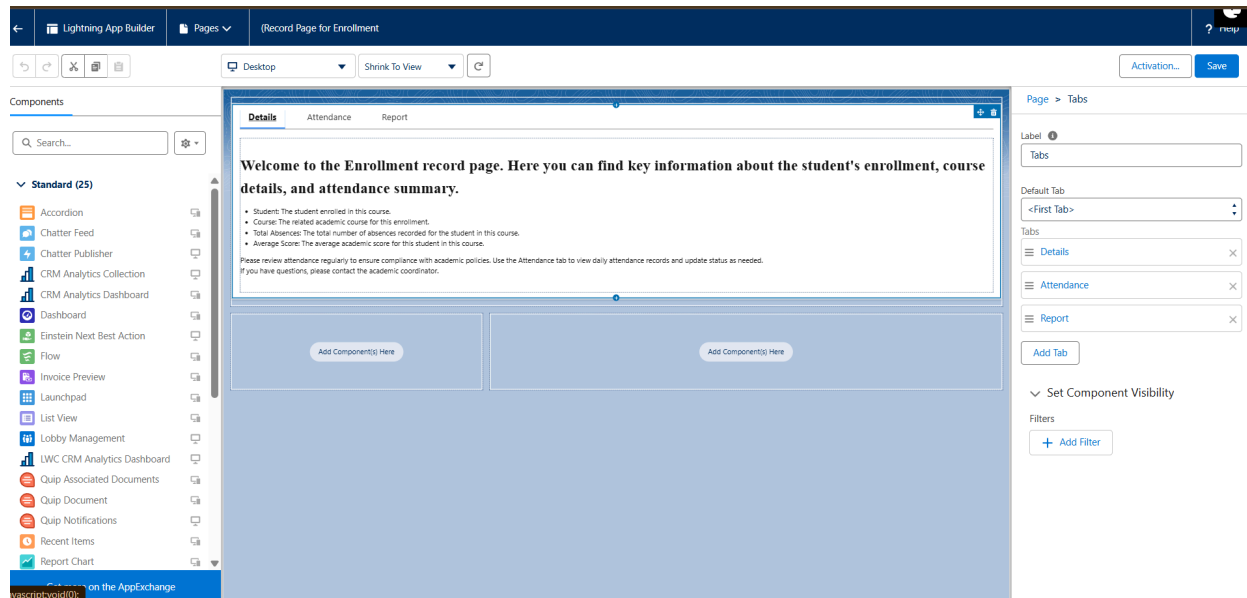 Lightning App Builder
Pages
(Record Page for Enrollment
? Help
Desktop
Shrink To View
Activation...
Save
Components
Search...
Standard (25)
Accordion
Chatter Feed
Chatter Publisher
CRM Analytics Collection
CRM Analytics Dashboard
Dashboard
Einstein Next Best Action
Flow
Invoice Preview
Launchpad
List View
Lobby Management
LWC CRM Analytics Dashboard
Quip Associated Documents
Quip Document
Quip Notifications
Recent Items
Report Chart
Get more on the AppExchange
javascript:void(0);
Details
Attendance
Report
Welcome to the Enrollment record page. Here you can find key information about the student's enrollment, course
details, and attendance summary.
• Student: The student enrolled in this course.
• Course: The related academic course for this enrollment.
• Total Absences: The total number of absences recorded for the student in this course.
• Average Score: The average academic score for this student in this course.
Please review attendance regularly to ensure compliance with academic policies. Use the Attendance tab to view daily attendance records and update status as needed.
If you have questions, please contact the academic coordinator.
Add Component(s) Here
Add Component(s) Here
Page > Tabs
Label
Tabs
Default Tab
<First Tab>
Tabs
Details
Attendance
Report
Add Tab
Set Component Visibility
Filters
+ Add Filter